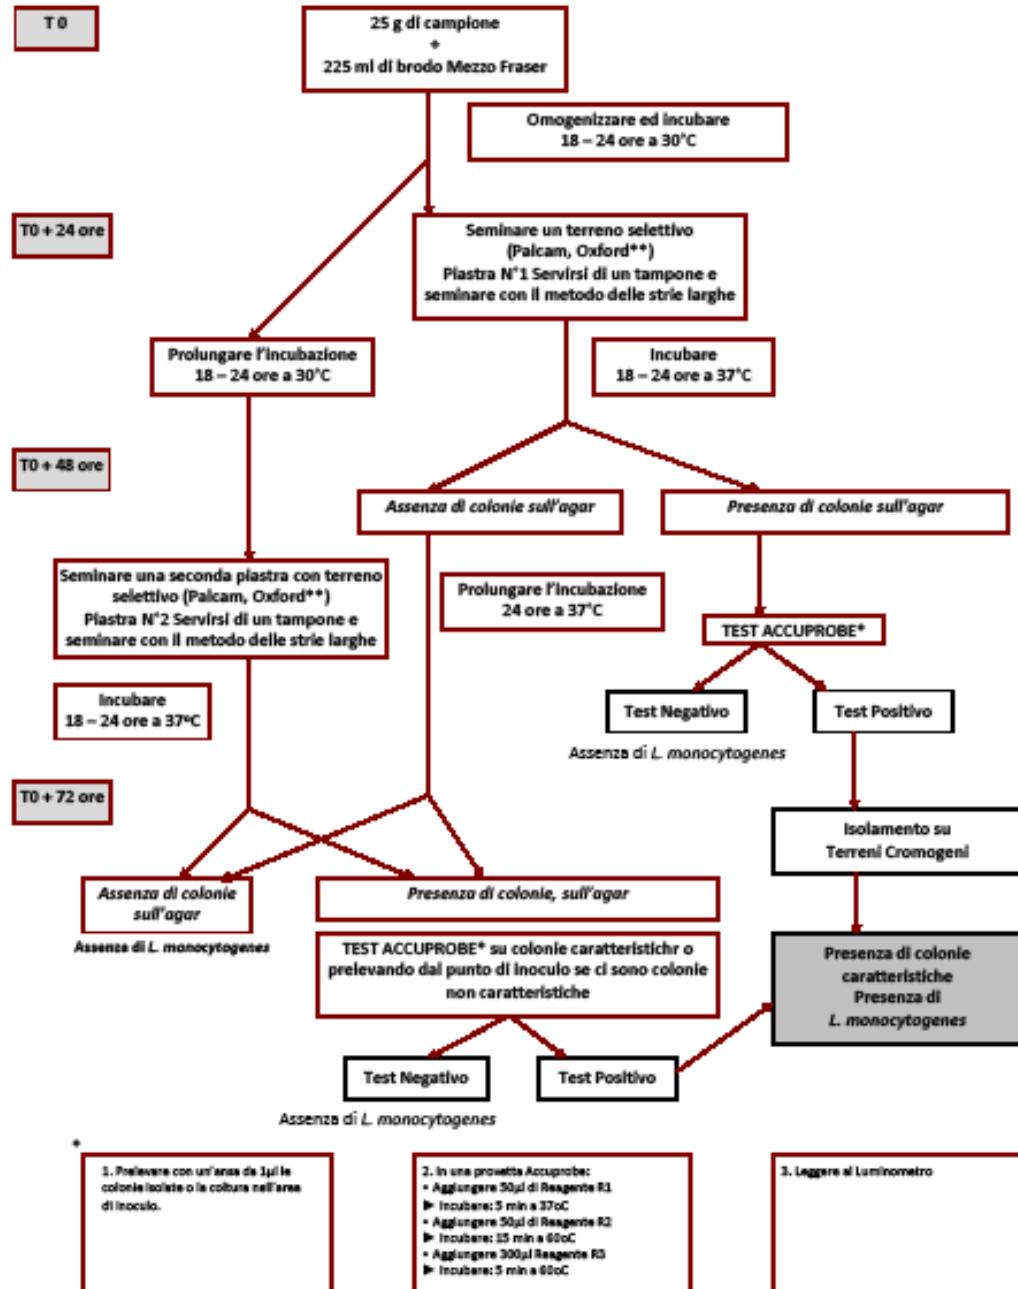 T 0
25 g di campione
+
225 ml di brodo Mezzo Fraser
Omogenizzare ed incubare
18 – 24 ore a 30°C
T0 + 24 ore
Seminare un terreno selettivo
(Palcam, Oxford**)
Piastra N°1 Servirsi di un tampone e
seminare con il metodo delle strie larghe
Prolungare l'incubazione
18 – 24 ore a 30°C
Incubare
18 – 24 ore a 37°C
T0 + 48 ore
Assenza di colonie sull'agar
Presenza di colonie sull'agar
Seminare una seconda piastra con terreno
selettivo (Palcam, Oxford**)
Piastra N°2 Servirsi di un tampone e
seminare con il metodo delle strie larghe
Prolungare l'incubazione
24 ore a 37°C
TEST ACCUPROBE*
Incubare
18 – 24 ore a 37°C
Test Negativo
Test Positivo
Assenza di L. monocytogenes
T0 + 72 ore
Isolamento su
Terreni Cromogeni
Assenza di colonie
sull'agar
Presenza di colonie, sull'agar
Assenza di L. monocytogenes
TEST ACCUPROBE* su colonie caratteristichr o
prelevando dal punto di inoculo se ci sono colonie
non caratteristiche
Presenza di colonie
caratteristiche
Presenza di
L. monocytogenes
Test Negativo
Test Positivo
Assenza di L. monocytogenes
*
1. Prelevare con un'ansa da 1µl le
colonie isolate o la coltura nell'area
di inoculo.
2. In una provetta Accuprobe:
• Aggiungere 50µl di Reagente R1
► Incubare: 5 min a 37oC
• Aggiungere 50µl di Reagente R2
► Incubare: 15 min a 60oC
• Aggiungere 300µl Reagente R3
► Incubare: 5 min a 60oC
3. Leggere al Luminometro